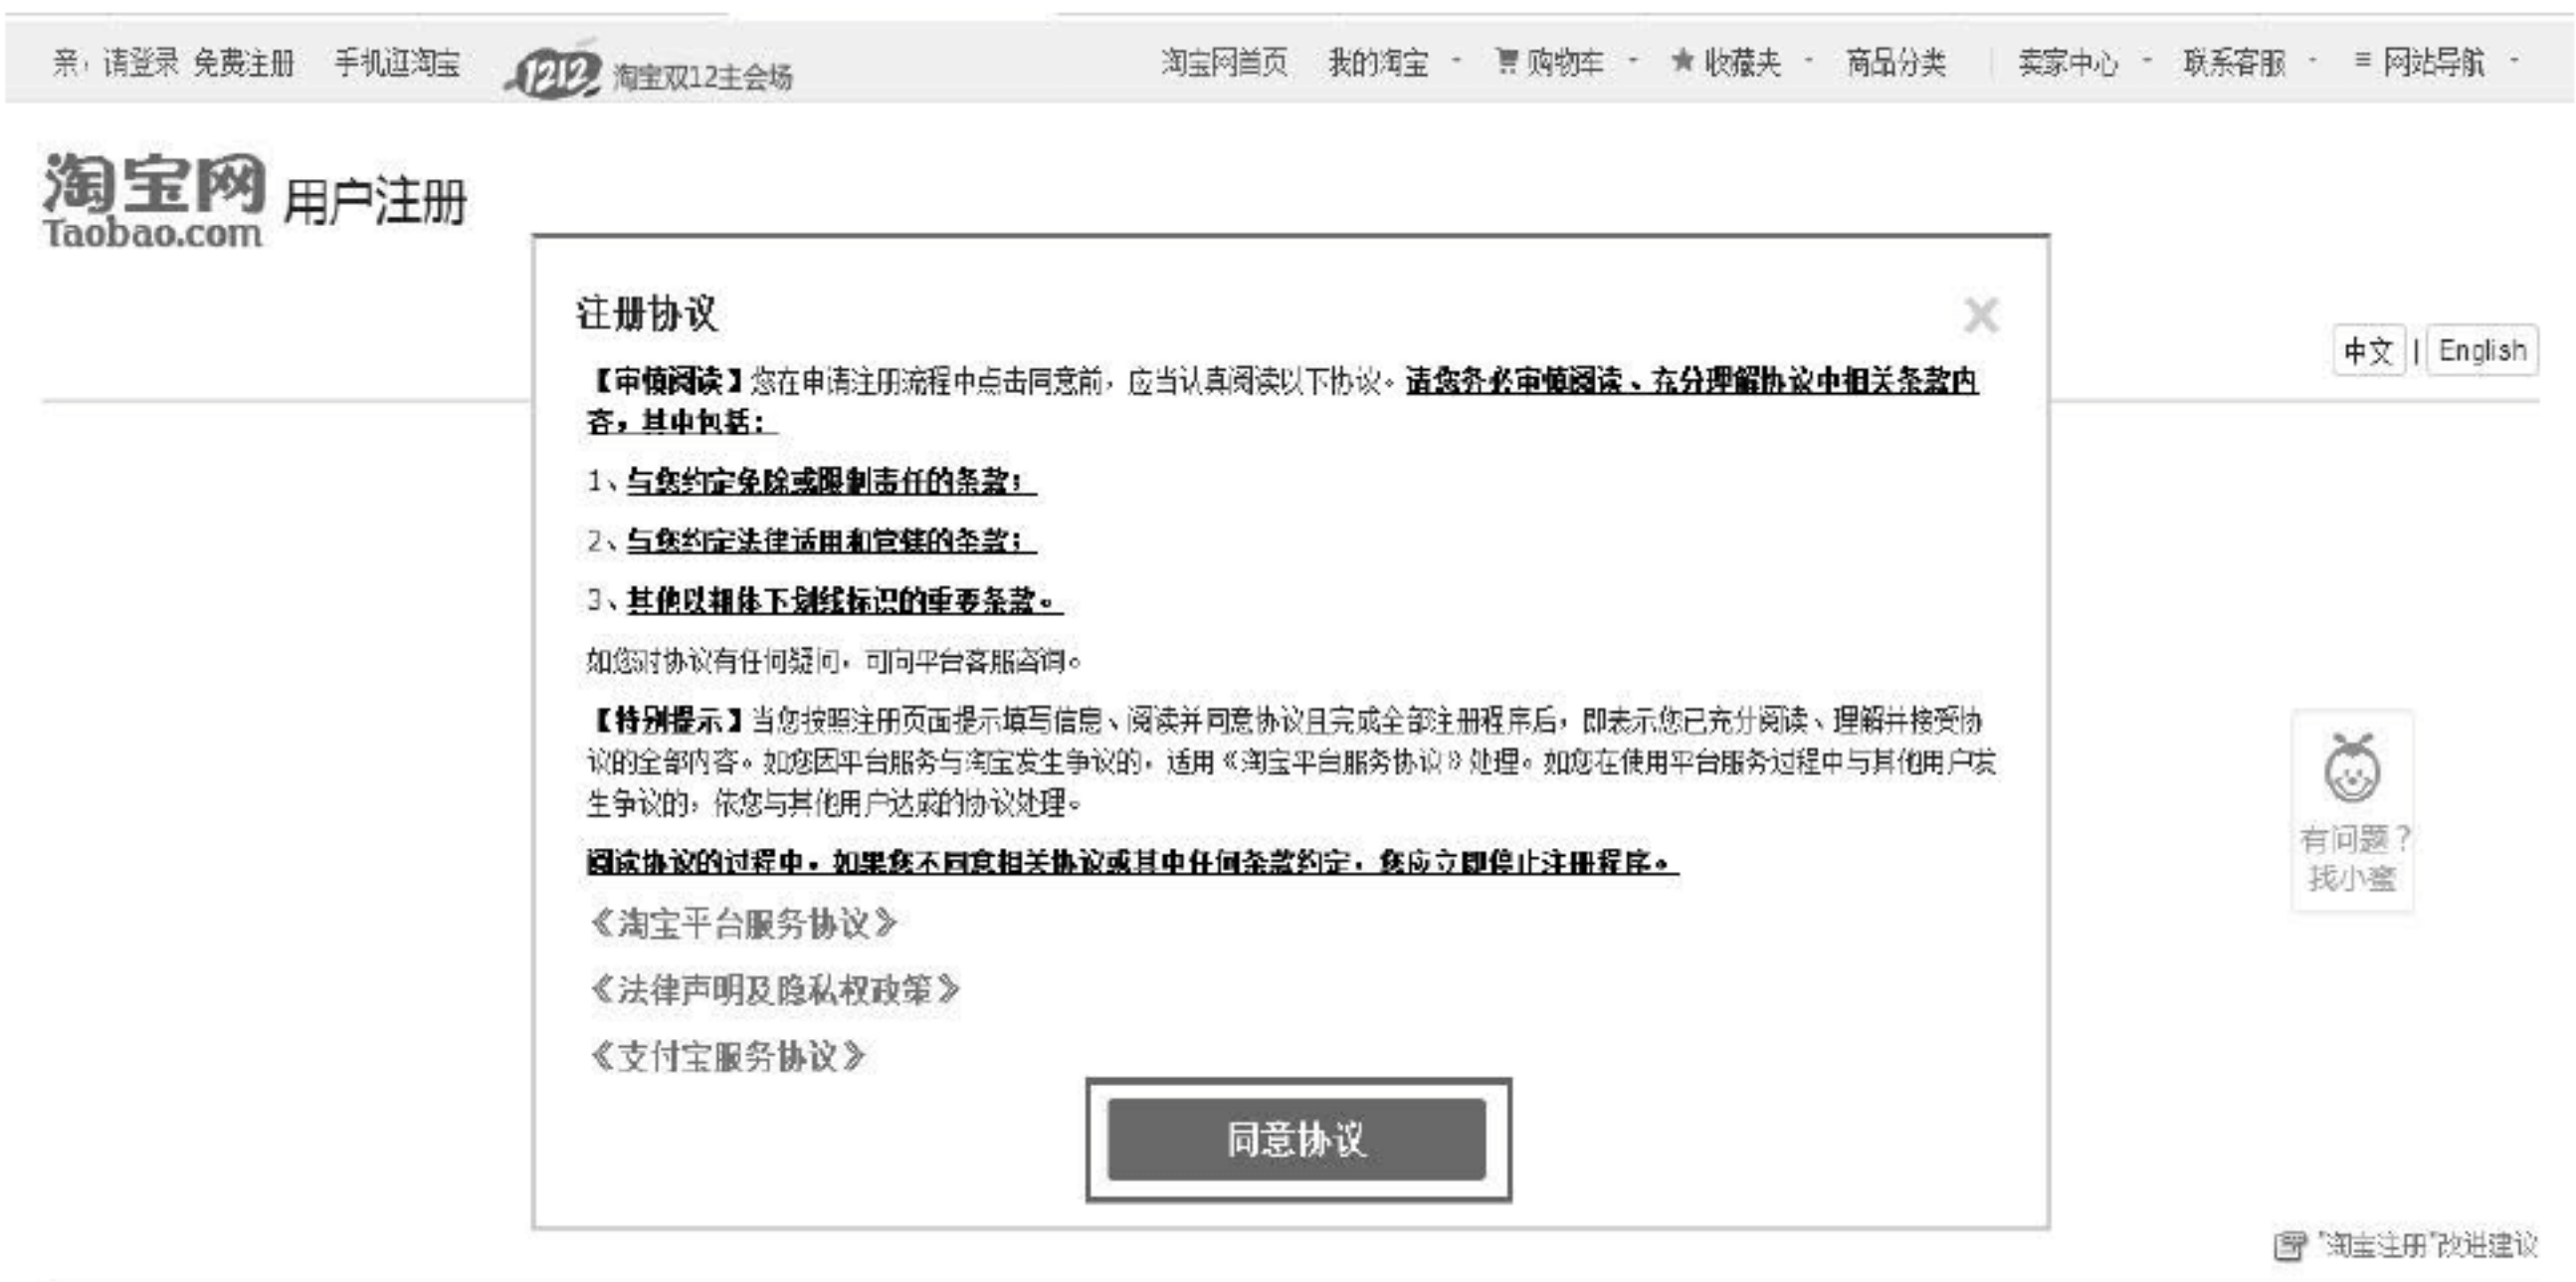 亲，请登录 免费注册 手机逛淘宝 1212 淘宝双12主会场 淘宝网首页 我的淘宝 购物车 收藏夹 商品分类 卖家中心 联系客服 网站导航
淘宝网 用户注册
Taobao.com
注册协议
中文 | English
【审慎阅读】您在申请注册流程中点击同意前，应当认真阅读以下协议。请您务必审慎阅读、充分理解协议中相关条款内
容，其中包括：
1、与您约定免除或限制责任的条款；
2、与您约定法律适用和管辖的条款；
3、其他以粗体下划线标识的重要条款。
如您对协议有任何疑问，可向平台客服咨询。
【特别提示】当您按照注册页面提示填写信息、阅读并同意协议且完成全部注册程序后，即表示您已充分阅读、理解并接受协
议的全部内容。如您因平台服务与淘宝发生争议的，适用《淘宝平台服务协议》处理。如您在使用平台服务过程中与其他用户发
生争议的，依您与其他用户达成的协议处理。
阅读协议的过程中，如果您不同意相关协议或其中任何条款约定，您应立即停止注册程序。
《淘宝平台服务协议》
《法律声明及隐私权政策》
《支付宝服务协议》
同意协议
有问题？
找小蜜
"淘宝注册"改进建议